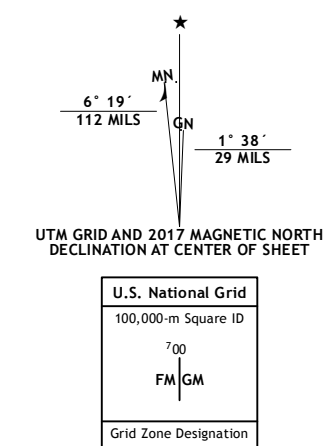 ★
MN
GN
6° 19´
112 MILS
1° 38´
29 MILS
UTM GRID AND 2017 MAGNETIC NORTH
DECLINATION AT CENTER OF SHEET
U.S. National Grid
100,000-m Square ID
⁷00
FM GM
Grid Zone Designation